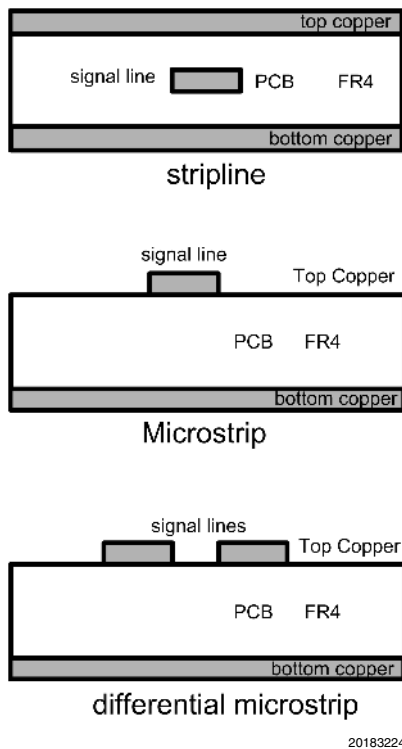 top copper
signal line PCB FR4
bottom copper
stripline
signal line
Top Copper
PCB FR4
bottom copper
Microstrip
signal lines
Top Copper
PCB FR4
bottom copper
differential microstrip
20183224